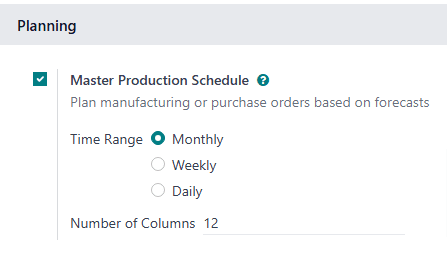 Planning
Master Production Schedule ?
Plan manufacturing or purchase orders based on forecasts
Time Range Monthly
Weekly
Daily
Number of Columns 12